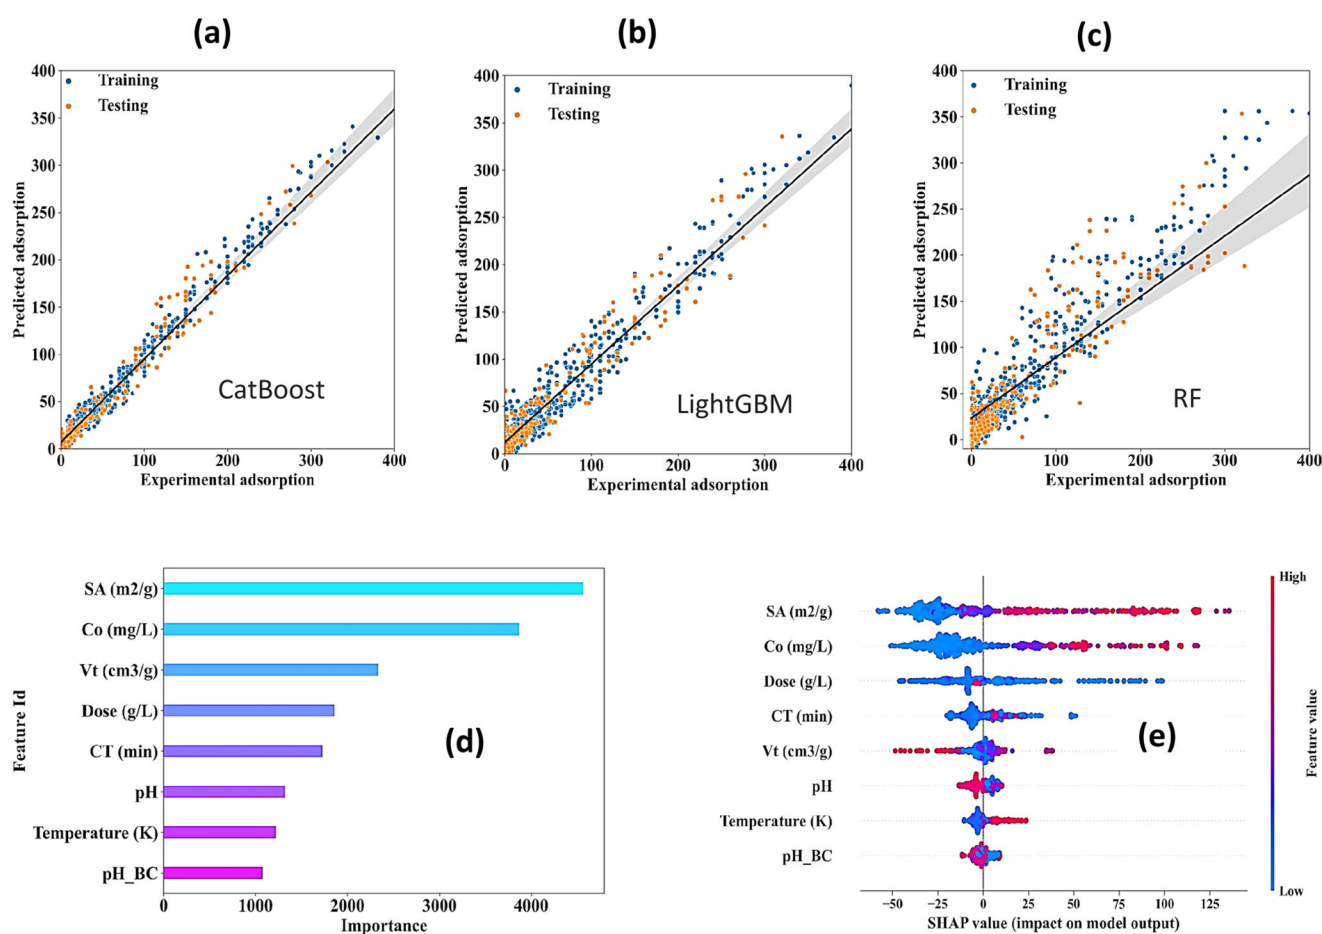 (a)
(b)
(c)
400
350
300
250
200
150
100
50
0
Predicted adsorption
Training
Testing
CatBoost
0 100 200 300 400
Experimental adsorption
400
350
300
250
200
150
100
50
0
Predicted adsorption
Training
Testing
LightGBM
0 100 200 300 400
Experimental adsorption
400
350
300
250
200
150
100
50
0
Predicted adsorption
Training
Testing
RF
0 100 200 300 400
Experimental adsorption
Feature Id
SA (m2/g)
Co (mg/L)
Vt (cm3/g)
Dose (g/L)
CT (min)
pH
Temperature (K)
pH_BC
(d)
0 1000 2000 3000 4000
Importance
SA (m2/g)
Co (mg/L)
Dose (g/L)
CT (min)
Vt (cm3/g)
pH
Temperature (K)
pH_BC
(e)
−50 −25 0 25 50 75 100 125
SHAP value (impact on model output)
High
Feature value
Low